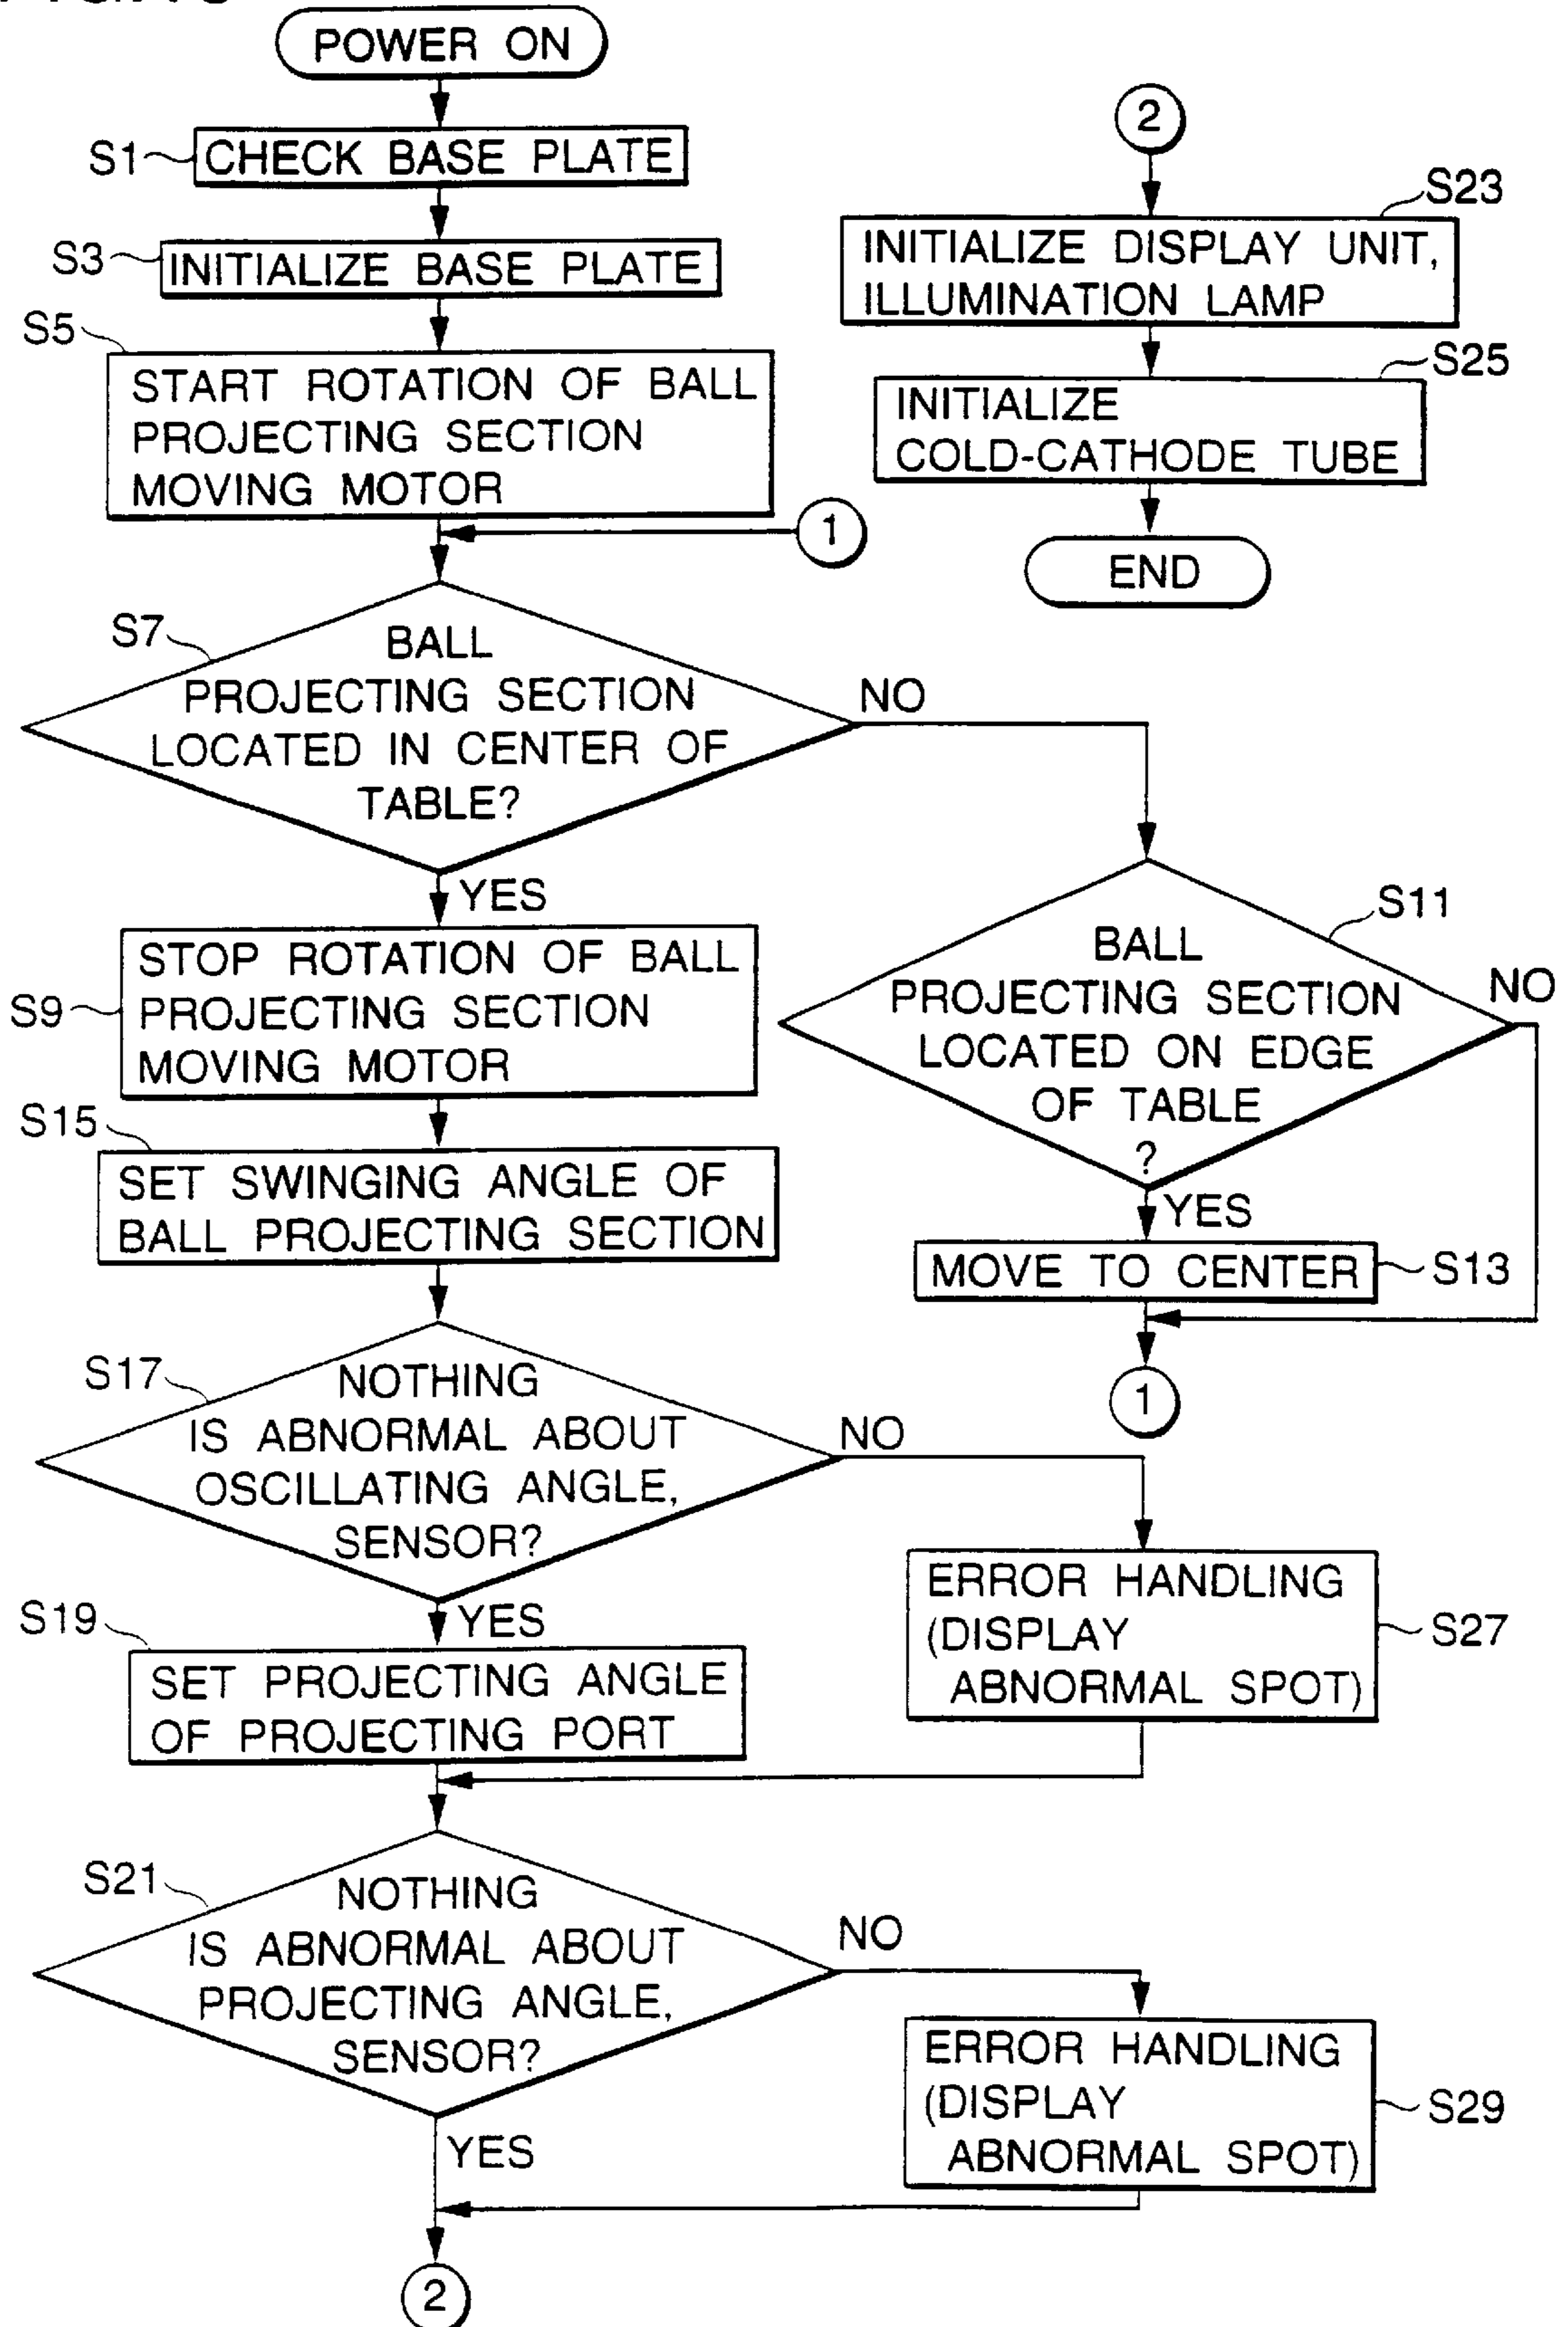 POWER ON
S1
CHECK BASE PLATE
S3
INITIALIZE BASE PLATE
S5
START ROTATION OF BALL
PROJECTING SECTION
MOVING MOTOR
1
S7
BALL
PROJECTING SECTION
LOCATED IN CENTER OF
TABLE?
NO
YES
S9
STOP ROTATION OF BALL
PROJECTING SECTION
MOVING MOTOR
S11
BALL
PROJECTING SECTION
LOCATED ON EDGE
OF TABLE
?
NO
YES
MOVE TO CENTER
S13
1
S15
SET SWINGING ANGLE OF
BALL PROJECTING SECTION
S17
NOTHING
IS ABNORMAL ABOUT
OSCILLATING ANGLE,
SENSOR?
NO
YES
ERROR HANDLING
(DISPLAY
ABNORMAL SPOT)
S27
S19
SET PROJECTING ANGLE
OF PROJECTING PORT
S21
NOTHING
IS ABNORMAL ABOUT
PROJECTING ANGLE,
SENSOR?
NO
YES
ERROR HANDLING
(DISPLAY
ABNORMAL SPOT)
S29
2
2
S23
INITIALIZE DISPLAY UNIT,
ILLUMINATION LAMP
S25
INITIALIZE
COLD-CATHODE TUBE
END